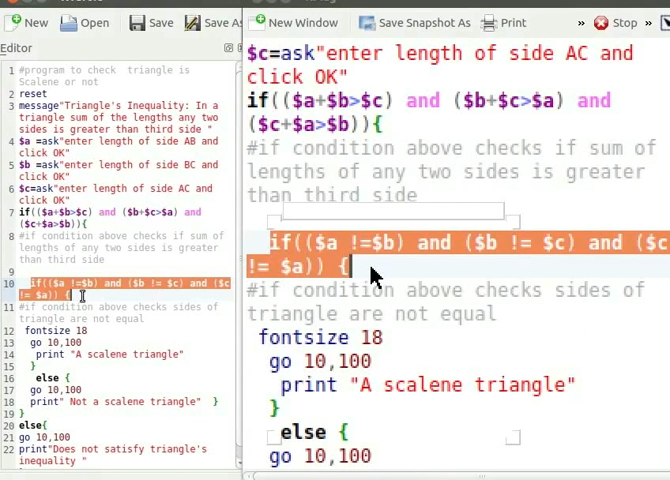 New Open Save Save As
New Window Save Snapshot As Print » Stop »
Editor
1 #program to check triangle is
Scalene or not
2 reset
3 message"Triangle's Inequality: In a
triangle sum of the lengths any two
sides is greater than third side "
4 $a =ask"enter length of side AB and
click OK"
5 $b =ask"enter length of side BC and
click OK"
6 $c=ask"enter length of side AC and
click OK"
7 if(($a+$b>$c) and ($b+$c>$a) and
($c+$a>$b)){
8 #if condition above checks if sum of
lengths of any two sides is greater
than third side
9
10 if(($a !=$b) and ($b != $c) and ($c
!= $a)) {
11 #if condition above checks sides of
triangle are not equal
12 fontsize 18
13 go 10,100
14 print "A scalene triangle"
15 }
16 else {
17 go 10,100
18 print" Not a scalene triangle" }
19 }
20 else{
21 go 10,100
22 print"Does not satisfy triangle's
inequality "
$c=ask"enter length of side AC and
click OK"
if(($a+$b>$c) and ($b+$c>$a) and
($c+$a>$b)){
#if condition above checks if sum of
lengths of any two sides is greater
than third side
if(($a !=$b) and ($b != $c) and ($c
!= $a)) {
#if condition above checks sides of
triangle are not equal
fontsize 18
go 10,100
print "A scalene triangle"
}
else {
go 10,100